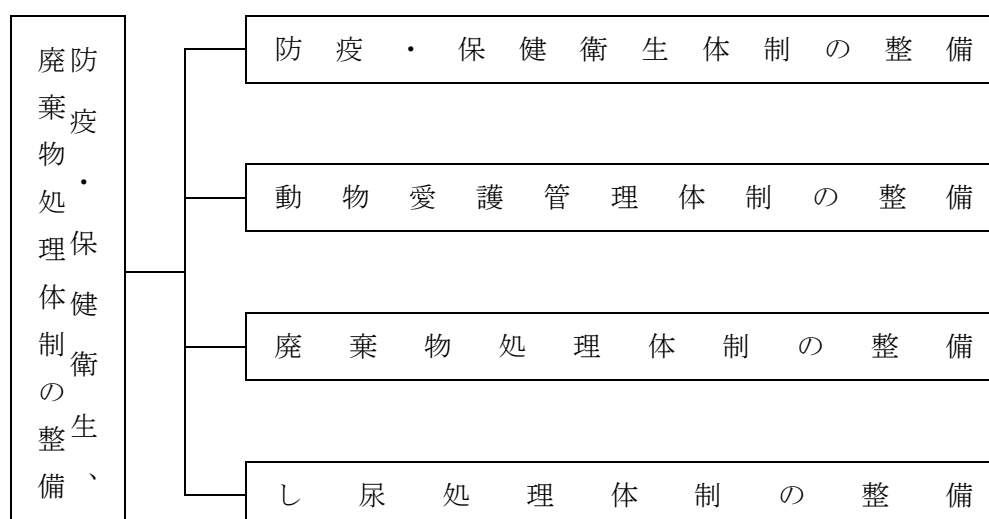 防疫・保健衛生、
廃棄物処理体制の整備
防疫・保健衛生体制の整備
動物愛護管理体制の整備
廃棄物処理体制の整備
し尿処理体制の整備